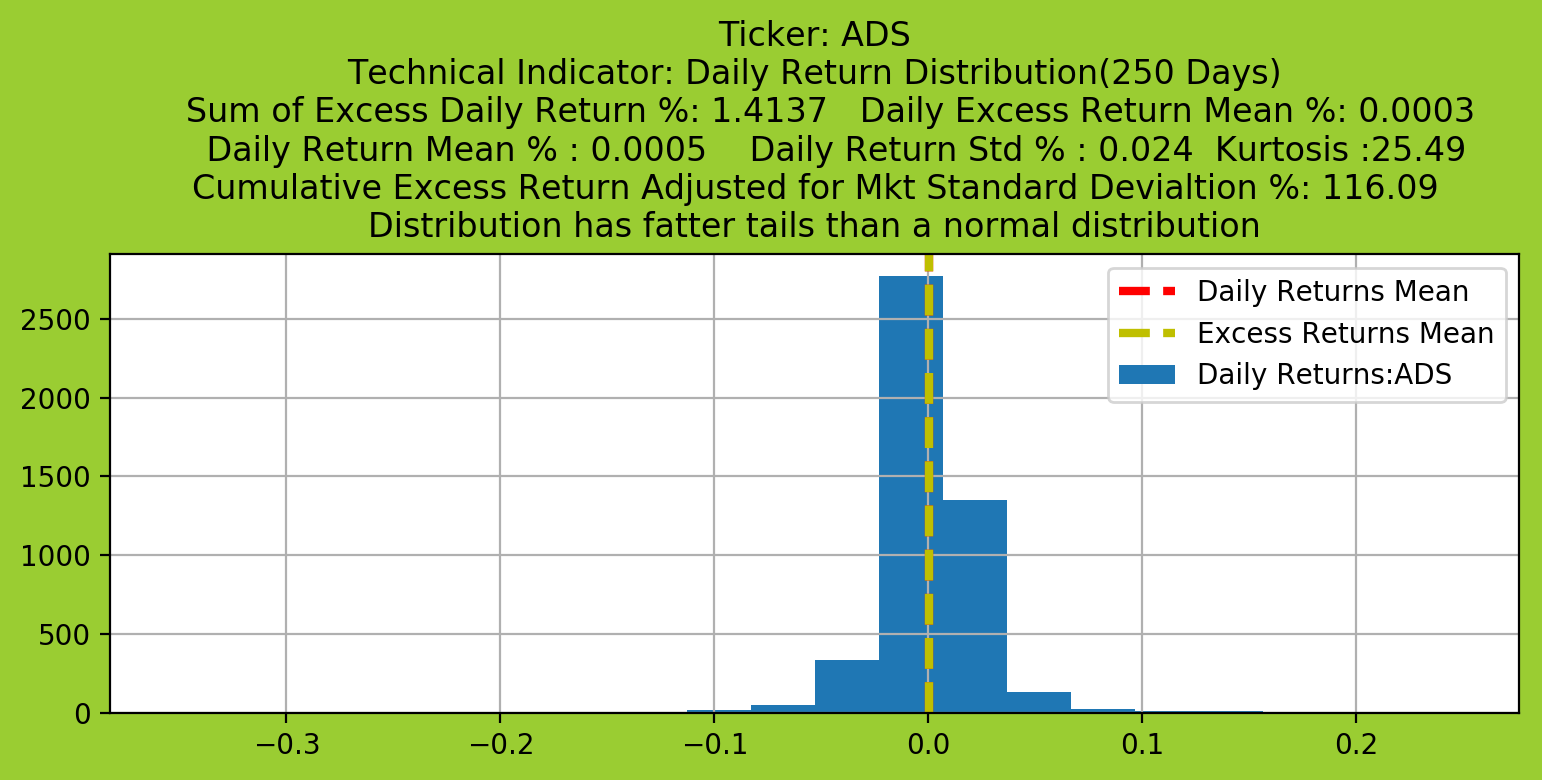 Ticker: ADS
Technical Indicator: Daily Return Distribution(250 Days)
Sum of Excess Daily Return %: 1.4137   Daily Excess Return Mean %: 0.0003
Daily Return Mean % : 0.0005    Daily Return Std % : 0.024  Kurtosis :25.49
Cumulative Excess Return Adjusted for Mkt Standard Devialtion %: 116.09
Distribution has fatter tails than a normal distribution
Daily Returns Mean
Excess Returns Mean
Daily Returns:ADS
2500
2000
1500
1000
500
0
−0.3 −0.2 −0.1 0.0 0.1 0.2